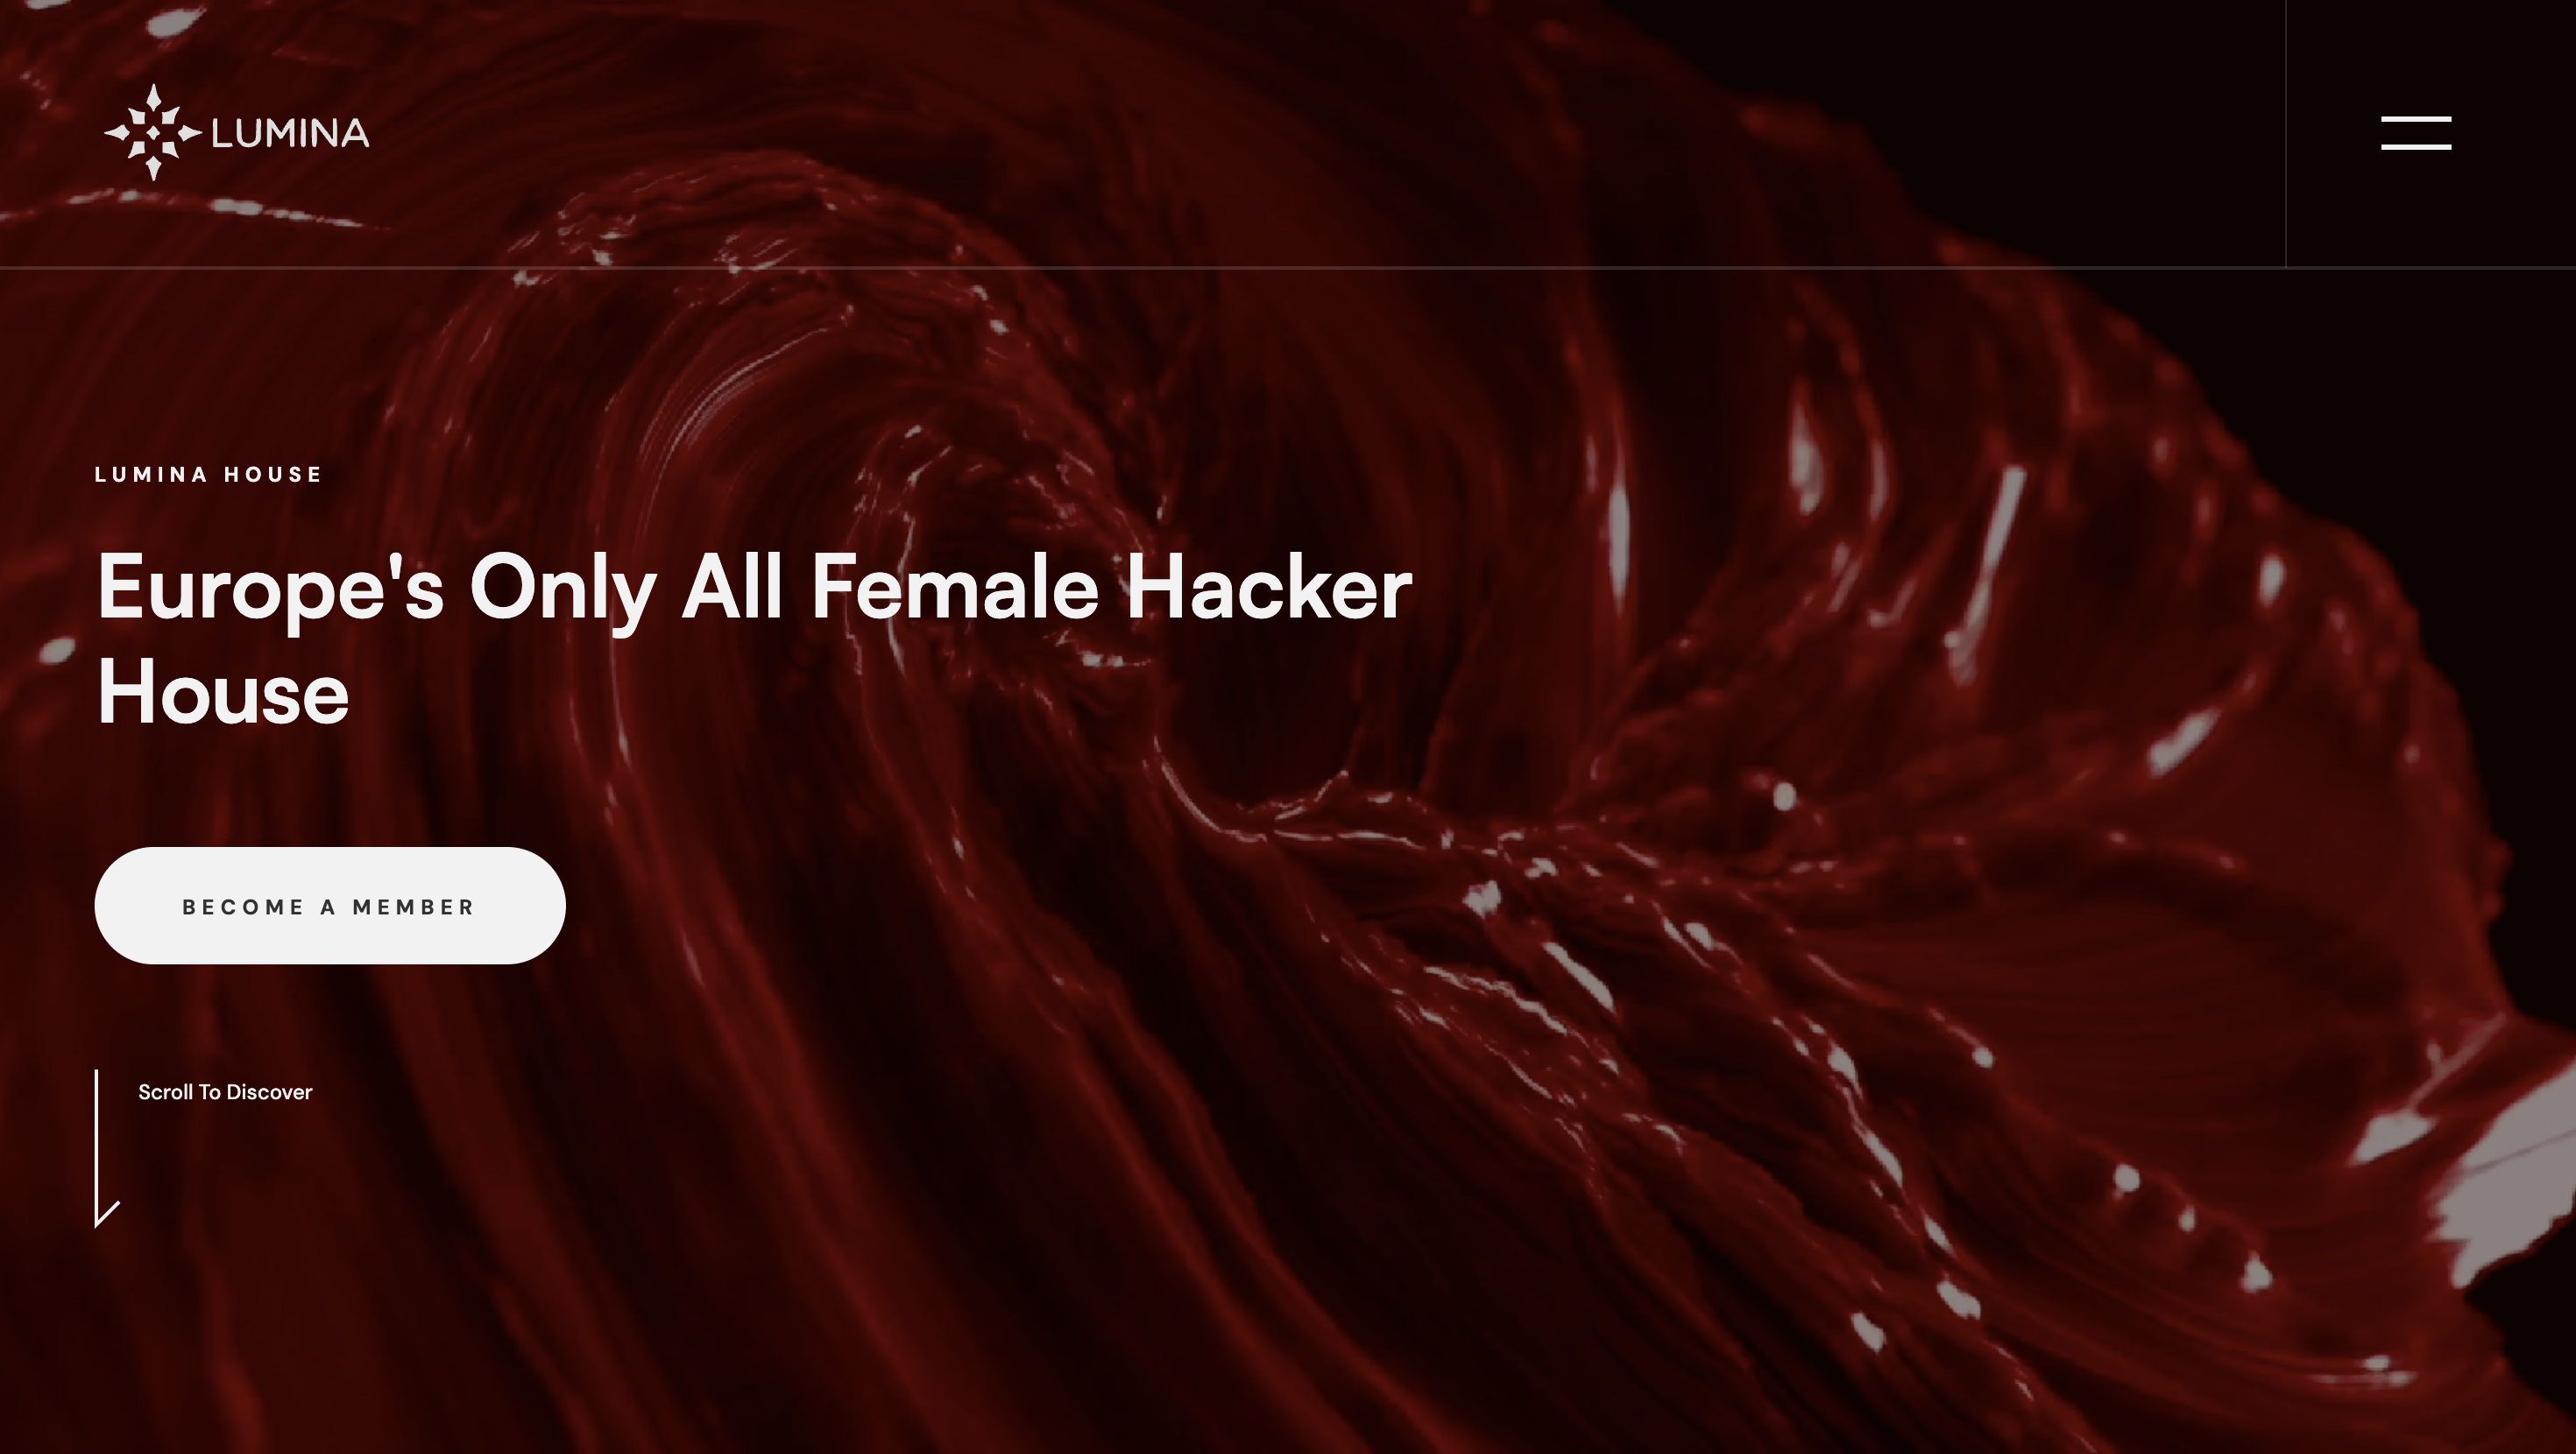 LUMINA
LUMINA HOUSE
Europe's Only All Female Hacker
House
BECOME A MEMBER
Scroll To Discover